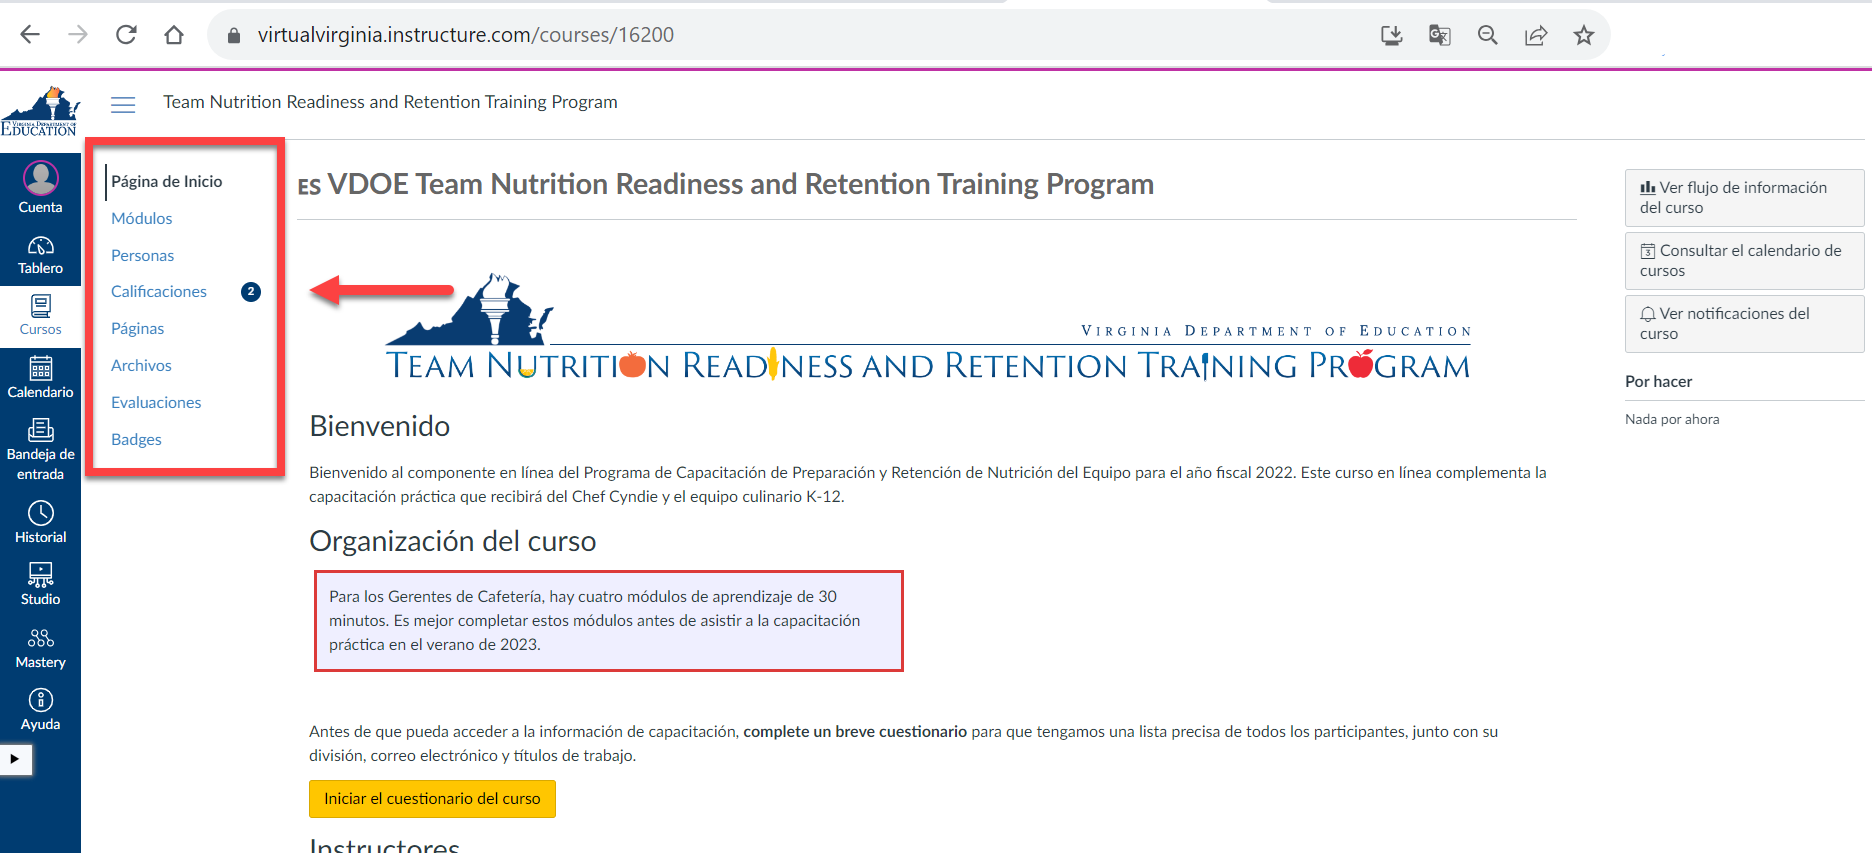 virtualvirginia.instructure.com/courses/16200
VIRGINIA DEPARTMENT OF
EDUCATION
Team Nutrition Readiness and Retention Training Program
Cuenta
Tablero
Cursos
Calendario
Bandeja de
entrada
Historial
Studio
Mastery
Ayuda
Página de Inicio
Módulos
Personas
Calificaciones 2
Páginas
Archivos
Evaluaciones
Badges
ES VDOE Team Nutrition Readiness and Retention Training Program
VIRGINIA DEPARTMENT OF EDUCATION
TEAM NUTRITION READINESS AND RETENTION TRAINING PROGRAM
Bienvenido
Bienvenido al componente en línea del Programa de Capacitación de Preparación y Retención de Nutrición del Equipo para el año fiscal 2022. Este curso en línea complementa la
capacitación práctica que recibirá del Chef Cyndie y el equipo culinario K-12.
Organización del curso
Para los Gerentes de Cafetería, hay cuatro módulos de aprendizaje de 30
minutos. Es mejor completar estos módulos antes de asistir a la capacitación
práctica en el verano de 2023.
Antes de que pueda acceder a la información de capacitación, complete un breve cuestionario para que tengamos una lista precisa de todos los participantes, junto con su
división, correo electrónico y títulos de trabajo.
Iniciar el cuestionario del curso
Instructores
Ver flujo de información
del curso
Consultar el calendario de
cursos
Ver notificaciones del
curso
Por hacer
Nada por ahora